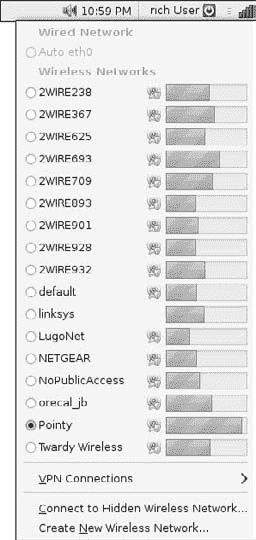 10:59 PM rich User
Wired Network
Auto eth0
Wireless Networks
2WIRE238
2WIRE367
2WIRE625
2WIRE693
2WIRE709
2WIRE893
2WIRE901
2WIRE928
2WIRE932
default
linksys
LugoNet
NETGEAR
NoPublicAccess
orecal_jb
Pointy
Twardy Wireless
VPN Connections
Connect to Hidden Wireless Network...
Create New Wireless Network...